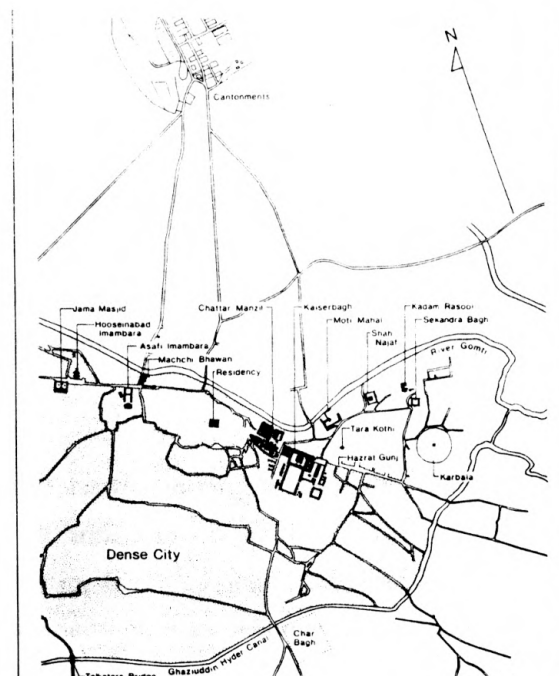 N
Cantonments
Jama Masjid
Hooseinabad
Imambara
Asafi Imambara
Machchi Bhawan
Residency
Chattar Manzil
Kaiserbagh
Moti Mahal
Shah
Najaf
Kadam Rasool
Sekandra Bagh
River Gomti
Tara Kothi
Hazrat Gunj
Karbala
Dense City
Char
Bagh
Ghaziuddin Hyder Canal